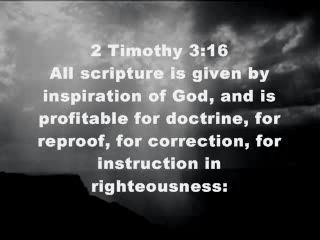 2 Timothy 3:16
All scripture is given by
inspiration of God, and is
profitable for doctrine, for
reproof, for correction, for
instruction in
righteousness: